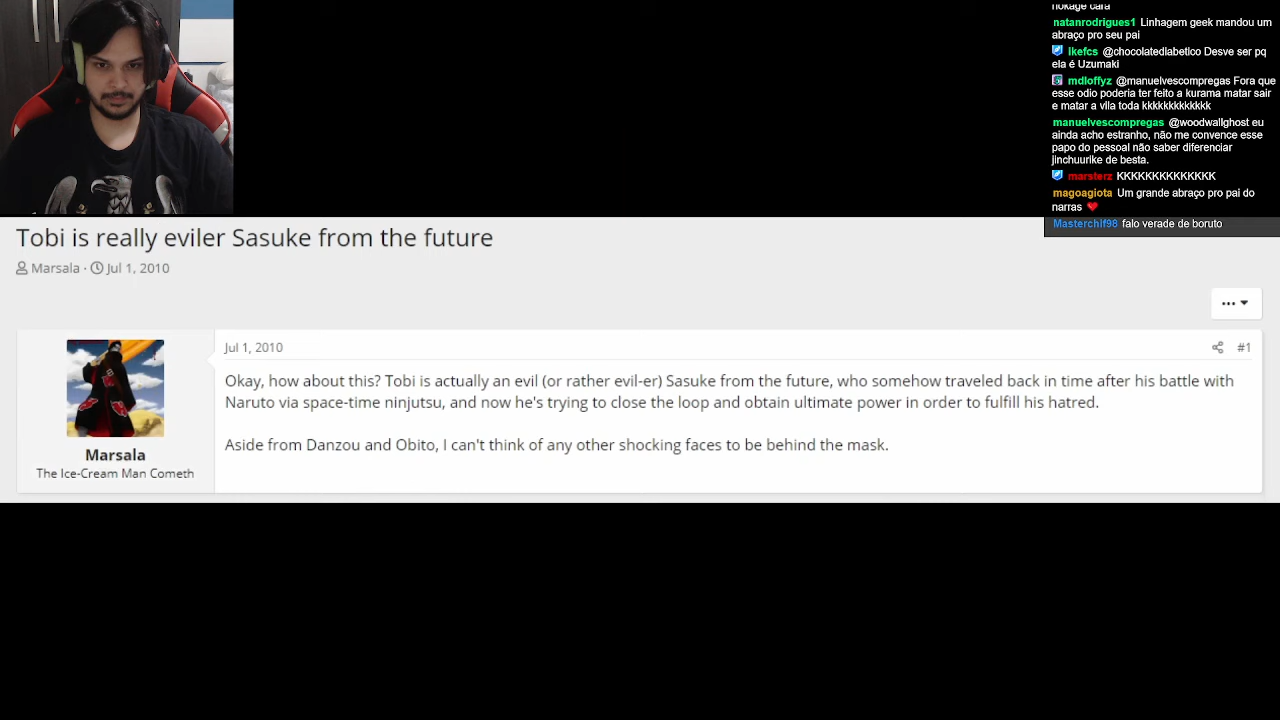 hokage cara
natanrodrigues1 Linhagem geek mandou um
abraço pro seu pai
lkefcs @chocolatediabetico Desve ser pq
ela é Uzumaki
mdloffyz @manuelvescompregas Fora que
esse odio poderia ter feito a kurama matar sair
e matar a vila toda kkkkkkkkkkkk
manuelvescompregas @woodwallghost eu
ainda acho estranho, não me convence esse
papo do pessoal não saber diferenciar
jinchuurike de besta.
marsterz KKKKKKKKKKKKKK
magoagiota Um grande abraço pro pai do
narras
Masterchif98 falo verade de boruto
Tobi is really eviler Sasuke from the future
Marsala · Jul 1, 2010
Jul 1, 2010 #1
Okay, how about this? Tobi is actually an evil (or rather evil-er) Sasuke from the future, who somehow traveled back in time after his battle with
Naruto via space-time ninjutsu, and now he's trying to close the loop and obtain ultimate power in order to fulfill his hatred.
Aside from Danzou and Obito, I can't think of any other shocking faces to be behind the mask.
Marsala
The Ice-Cream Man Cometh